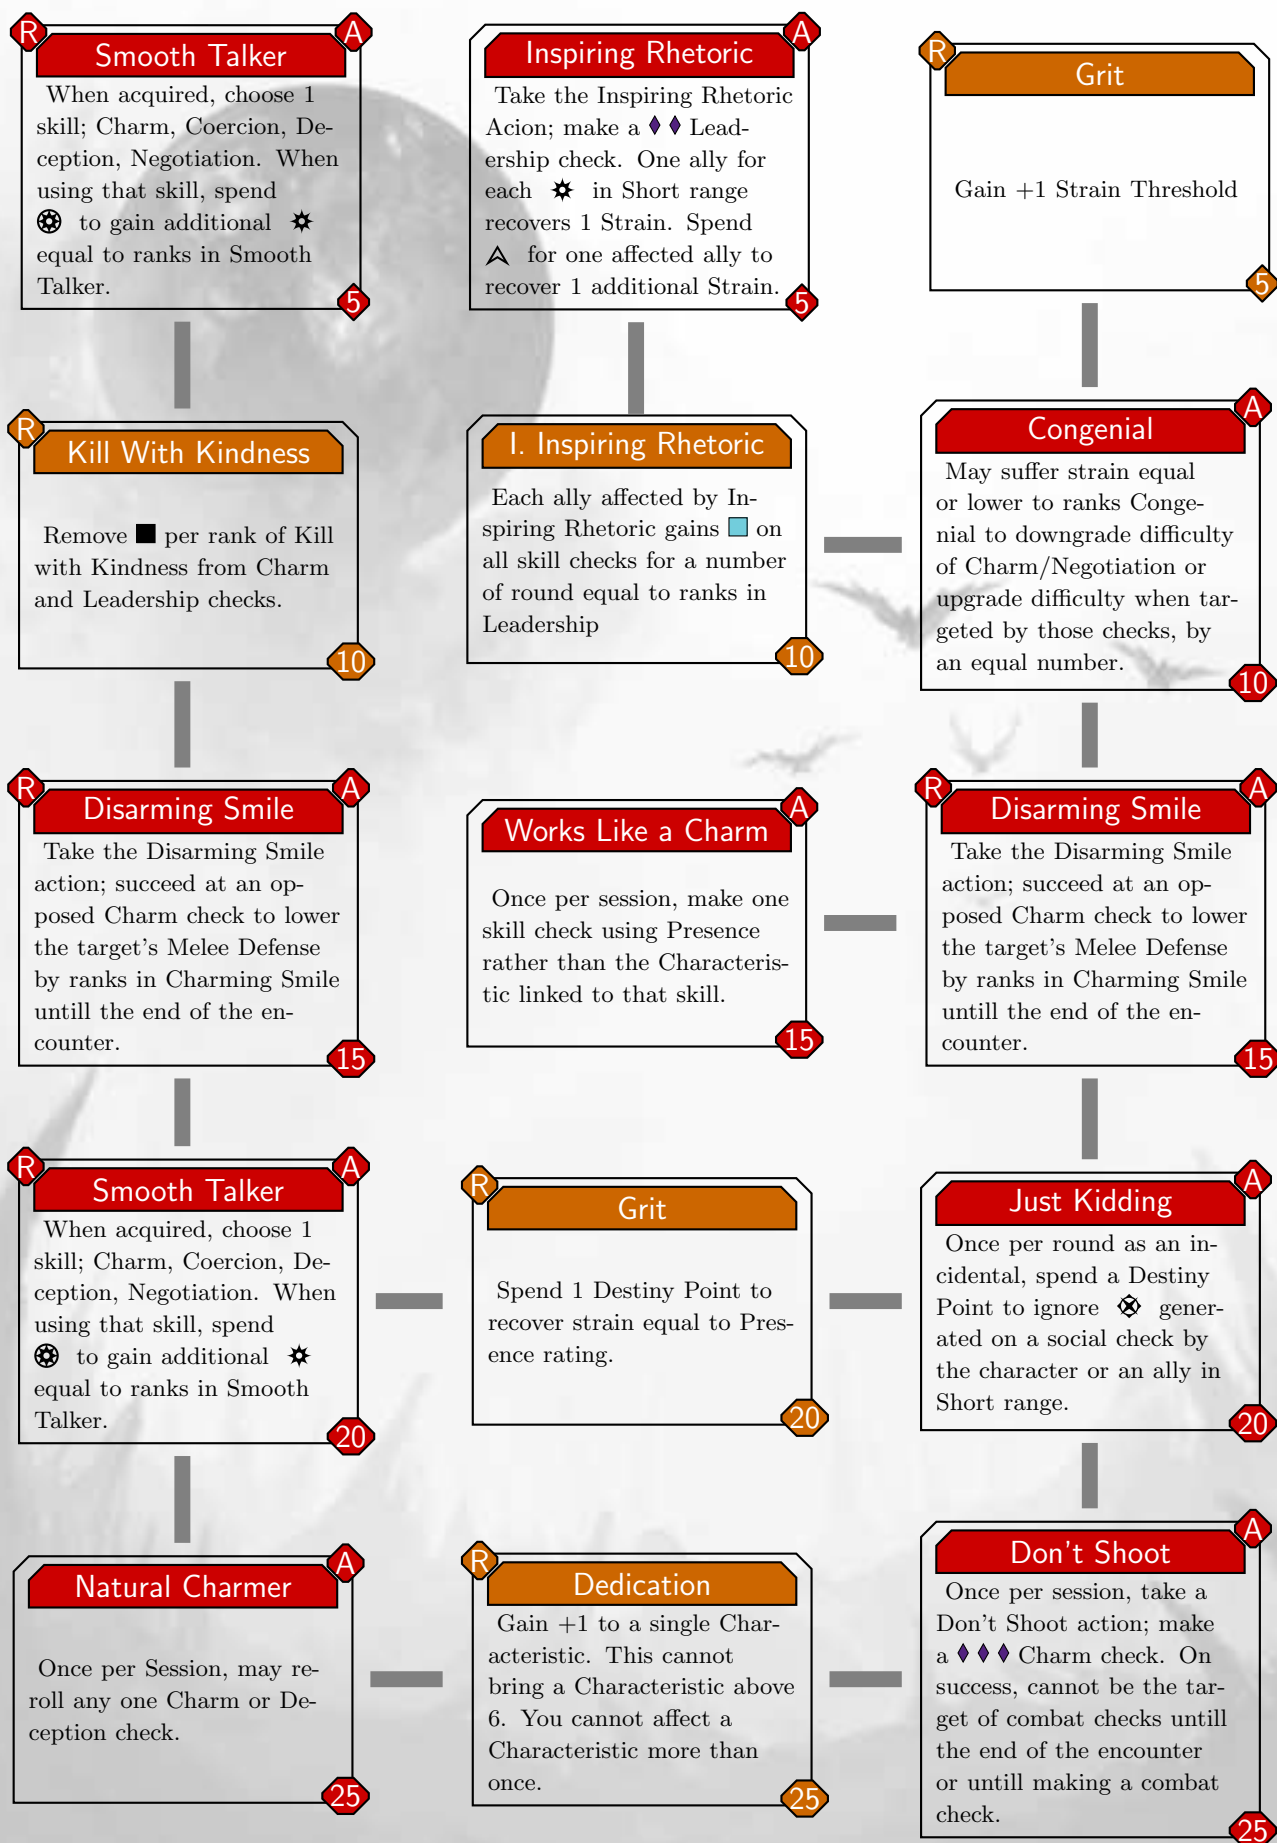 R
A
Smooth Talker
When acquired, choose 1
skill; Charm, Coercion, De-
ception, Negotiation. When
using that skill, spend
to gain additional
equal to ranks in Smooth
Talker.
5
A
Inspiring Rhetoric
Take the Inspiring Rhetoric
Acion; make a Lead-
ership check. One ally for
each in Short range
recovers 1 Strain. Spend
for one affected ally to
recover 1 additional Strain.
5
R
Grit
Gain +1 Strain Threshold
5
R
Kill With Kindness
Remove per rank of Kill
with Kindness from Charm
and Leadership checks.
10
I. Inspiring Rhetoric
Each ally affected by In-
spiring Rhetoric gains on
all skill checks for a number
of round equal to ranks in
Leadership
10
A
Congenial
May suffer strain equal
or lower to ranks Conge-
nial to downgrade difficulty
of Charm/Negotiation or
upgrade difficulty when tar-
geted by those checks, by
an equal number.
10
R
A
Disarming Smile
Take the Disarming Smile
action; succeed at an op-
posed Charm check to lower
the target's Melee Defense
by ranks in Charming Smile
untill the end of the en-
counter.
15
A
Works Like a Charm
Once per session, make one
skill check using Presence
rather than the Characteris-
tic linked to that skill.
15
R
A
Disarming Smile
Take the Disarming Smile
action; succeed at an op-
posed Charm check to lower
the target's Melee Defense
by ranks in Charming Smile
untill the end of the en-
counter.
15
R
A
Smooth Talker
When acquired, choose 1
skill; Charm, Coercion, De-
ception, Negotiation. When
using that skill, spend
to gain additional
equal to ranks in Smooth
Talker.
20
R
Grit
Spend 1 Destiny Point to
recover strain equal to Pres-
ence rating.
20
A
Just Kidding
Once per round as an in-
cidental, spend a Destiny
Point to ignore gener-
ated on a social check by
the character or an ally in
Short range.
20
A
Natural Charmer
Once per Session, may re-
roll any one Charm or De-
ception check.
25
R
Dedication
Gain +1 to a single Char-
acteristic. This cannot
bring a Characteristic above
6. You cannot affect a
Characteristic more than
once.
25
A
Don't Shoot
Once per session, take a
Don't Shoot action; make
a Charm check. On
success, cannot be the tar-
get of combat checks untill
the end of the encounter
or untill making a combat
check.
25